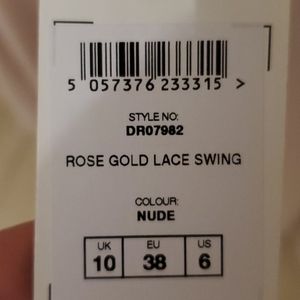 5 057376 233315 >
STYLE NO:
DR07982
ROSE GOLD LACE SWING
COLOUR:
NUDE
UK EU US
10 38 6